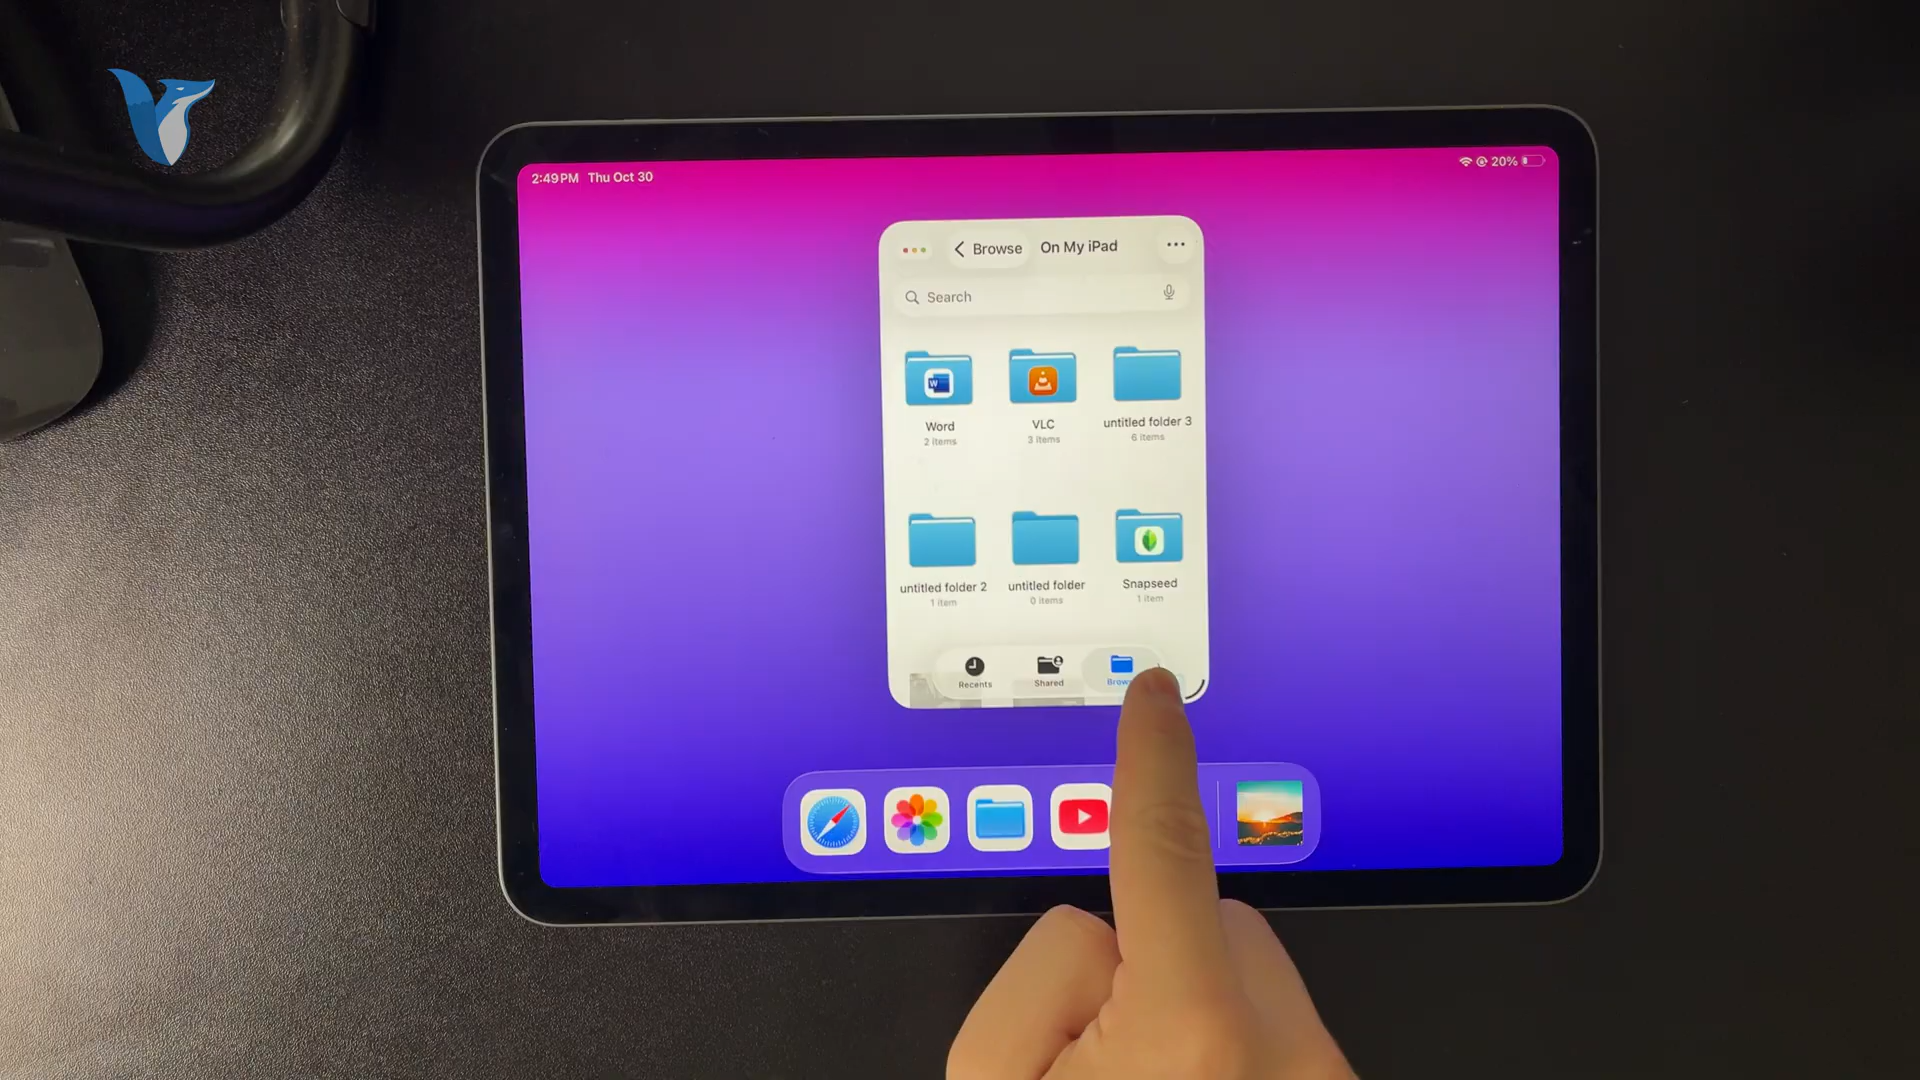 2:49 PM Thu Oct 30
20%
Browse
On My iPad
Search
Word
2 items
VLC
3 items
untitled folder 3
6 items
untitled folder 2
1 item
untitled folder
0 items
Snapseed
1 item
Recents
Shared
W